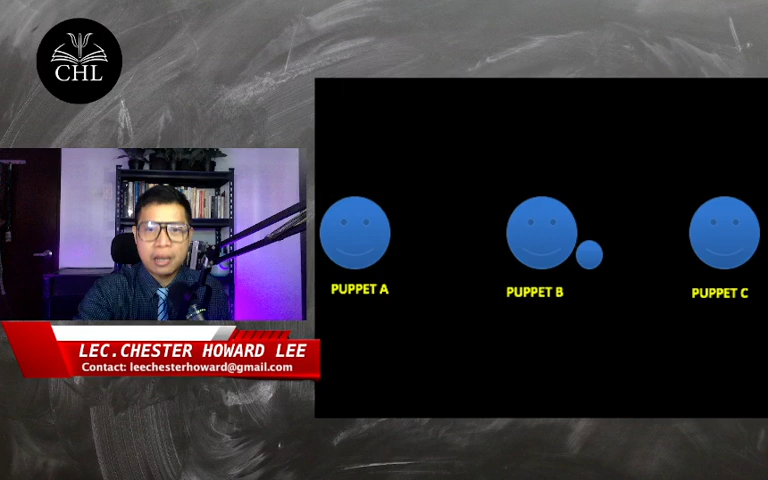 CHL
LEC.CHESTER HOWARD LEE
Contact: leechesterhoward@gmail.com
PUPPET A
PUPPET B
PUPPET C